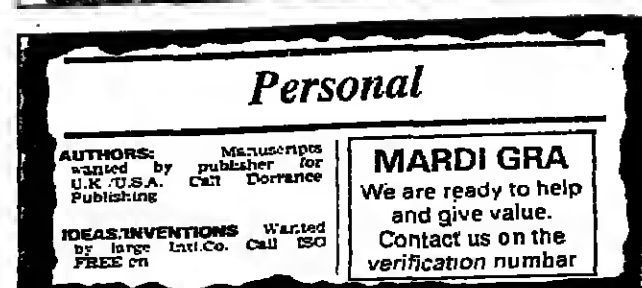 Personal
AUTHORS: Manuscripts
wanted by publisher for
U.K./U.S.A. Call Dorrance
Publishing
IDEAS/INVENTIONS Wanted
by large Intl.Co. Call ISO
FREE on
MARDI GRA
We are ready to help
and give value.
Contact us on the
verification numbar